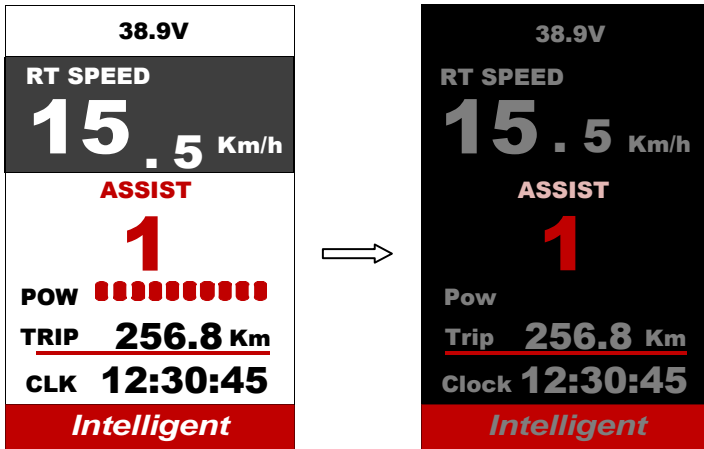 38.9V
RT SPEED
15.5 Km/h
ASSIST
1
POW
TRIP 256.8 Km
CLK 12:30:45
Intelligent
38.9V
RT SPEED
15.5 Km/h
ASSIST
1
Pow
Trip 256.8 Km
Clock 12:30:45
Intelligent